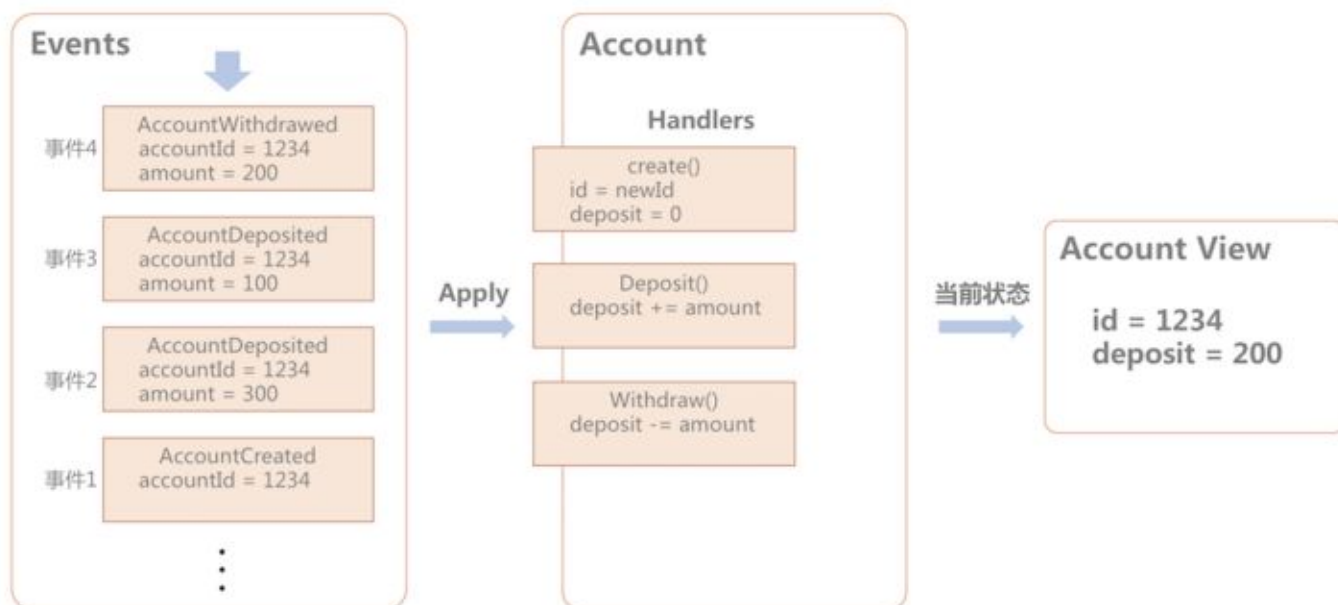 Events
事件4
AccountWithdrawed
accountId = 1234
amount = 200
事件3
AccountDeposited
accountId = 1234
amount = 100
事件2
AccountDeposited
accountId = 1234
amount = 300
事件1
AccountCreated
accountId = 1234
Apply
Account
Handlers
create()
id = newId
deposit = 0
Deposit()
deposit += amount
Withdraw()
deposit -= amount
当前状态
Account View
id = 1234
deposit = 200